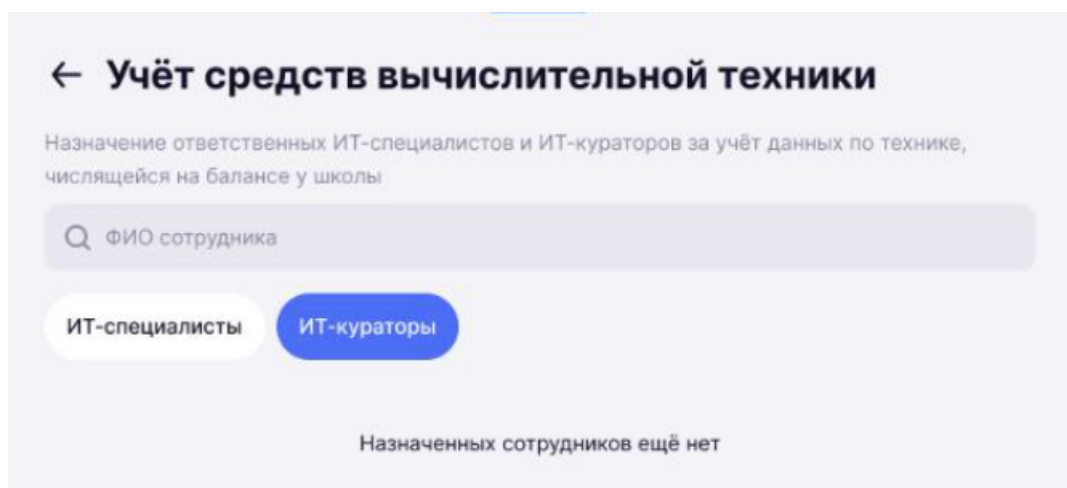 ← Учёт средств вычислительной техники
Назначение ответственных ИТ-специалистов и ИТ-кураторов за учёт данных по технике,
числящейся на балансе у школы
ФИО сотрудника
ИТ-специалисты ИТ-кураторы
Назначенных сотрудников ещё нет